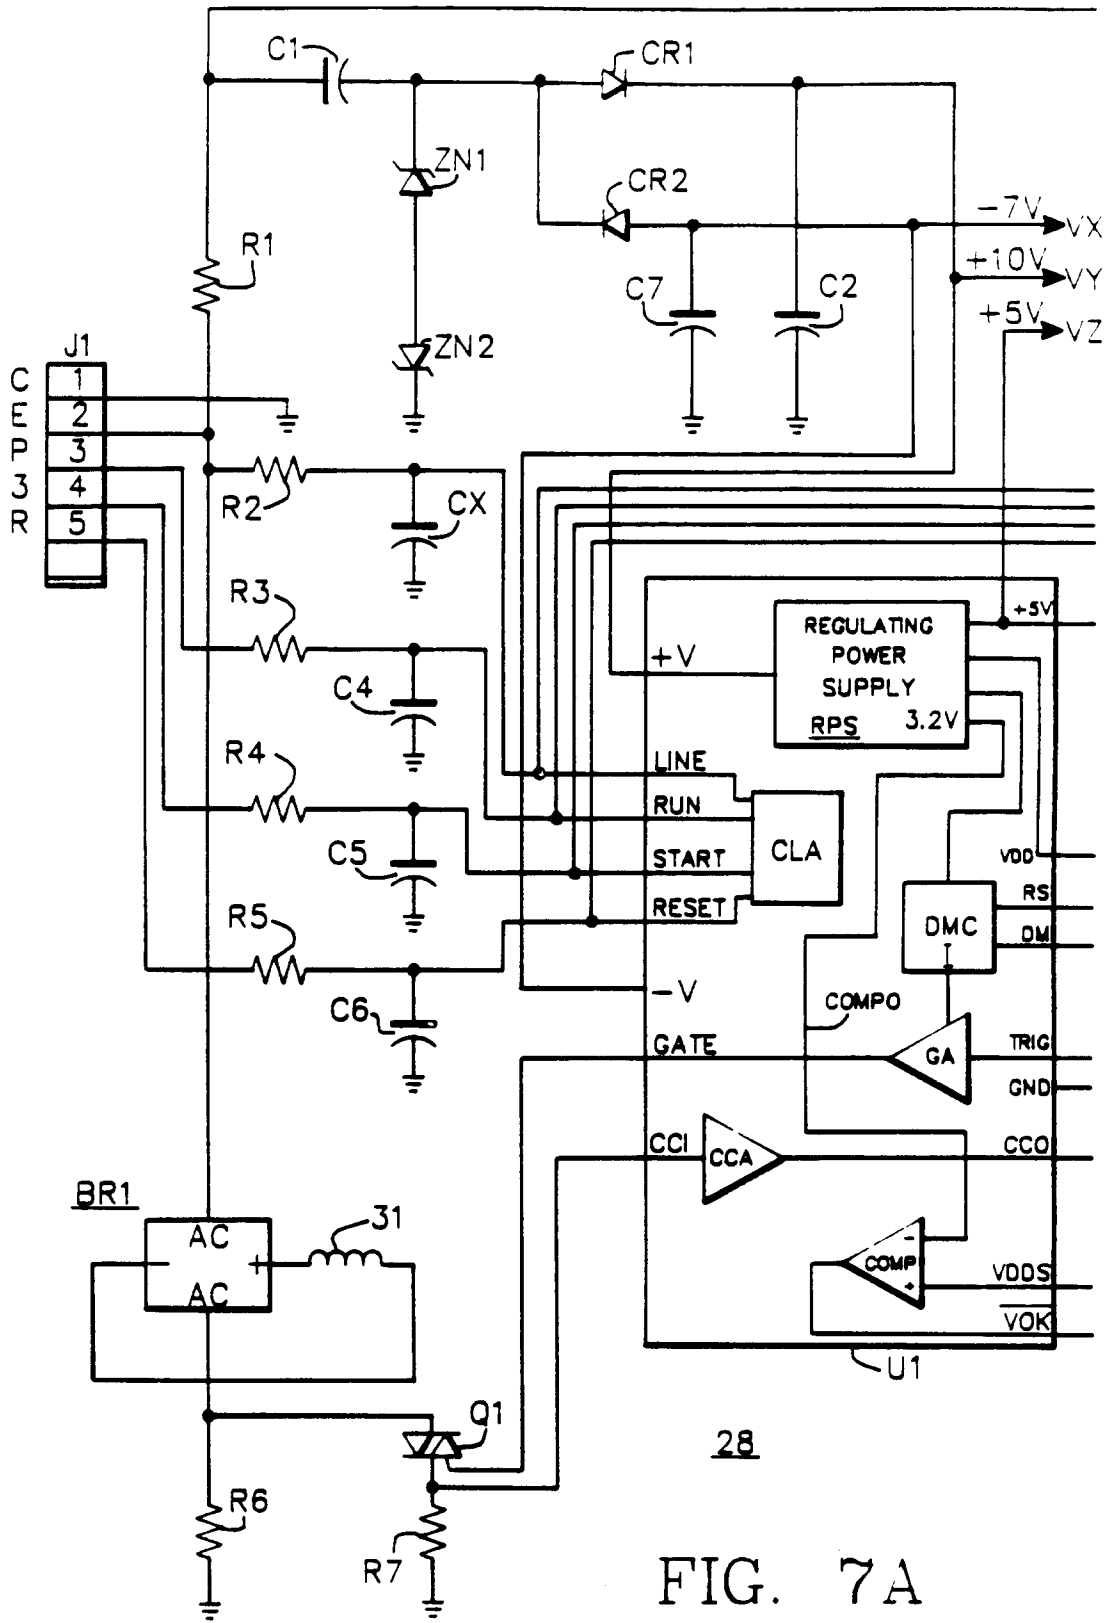 C1
CR1
ZN1
CR2
-7V
VX
R1
+10V
VY
C7
C2
+5V
VZ
J1
ZN2
C
1
E
2
P
3
3
4
R
5
R2
CX
R3
+5V
REGULATING
POWER
SUPPLY
+V
C4
RPS
3.2V
R4
LINE
RUN
CLA
C5
START
VDD
R5
RESET
RS
DMC
DM
-V
C6
COMPO
GATE
GA
TRIG
GND
CCI
CCA
CCO
BR1
31
AC
-
+
AC
-
COMP
+
VDDS
VOK
U1
Q1
28
R6
R7
FIG. 7A